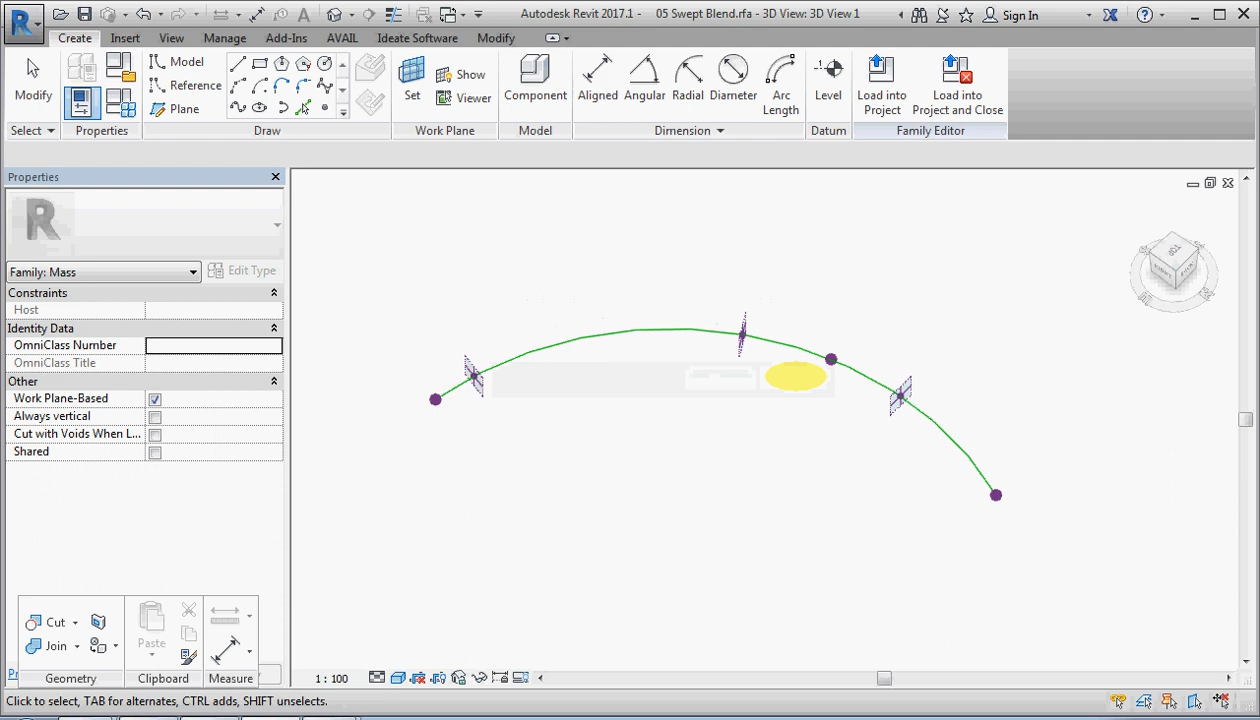 Autodesk Revit 2017.1 - 05 Swept Blend.rfa - 3D View: 3D View 1
Sign In
Create Insert View Manage Add-Ins AVAIL Ideate Software Modify
Modify
Model
Reference
Plane
Set
Show
Viewer
Component
Aligned Angular Radial Diameter Arc Length
Level
Load into Project
Load into Project and Close
Select Properties Draw Work Plane Model Dimension Datum Family Editor
Properties
R
Family: Mass
Edit Type
Constraints
Host
Identity Data
OmniClass Number
OmniClass Title
Other
Work Plane-Based
Always vertical
Cut with Voids When L...
Shared
TOP
Cut
Join
Paste
Geometry Clipboard Measure
1 : 100
Click to select, TAB for alternates, CTRL adds, SHIFT unselects.